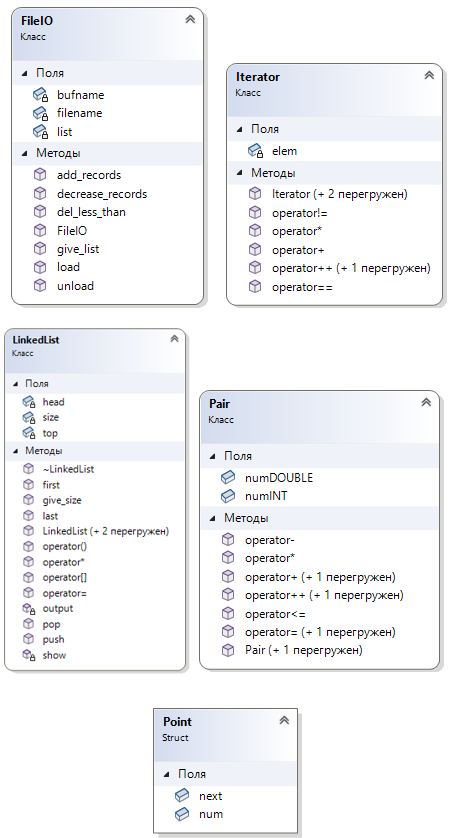 FileIO
Класс
Поля
bufname
filename
list
Методы
add_records
decrease_records
del_less_than
FileIO
give_list
load
unload
Iterator
Класс
Поля
elem
Методы
Iterator (+ 2 перегружен)
operator!=
operator*
operator+
operator++ (+ 1 перегружен)
operator==
LinkedList
Класс
Поля
head
size
top
Методы
~LinkedList
first
give_size
last
LinkedList (+ 2 перегружен)
operator()
operator*
operator[]
operator=
output
pop
push
show
Pair
Класс
Поля
numDOUBLE
numINT
Методы
operator-
operator*
operator+ (+ 1 перегружен)
operator++ (+ 1 перегружен)
operator<=
operator= (+ 1 перегружен)
Pair (+ 1 перегружен)
Point
Struct
Поля
next
num